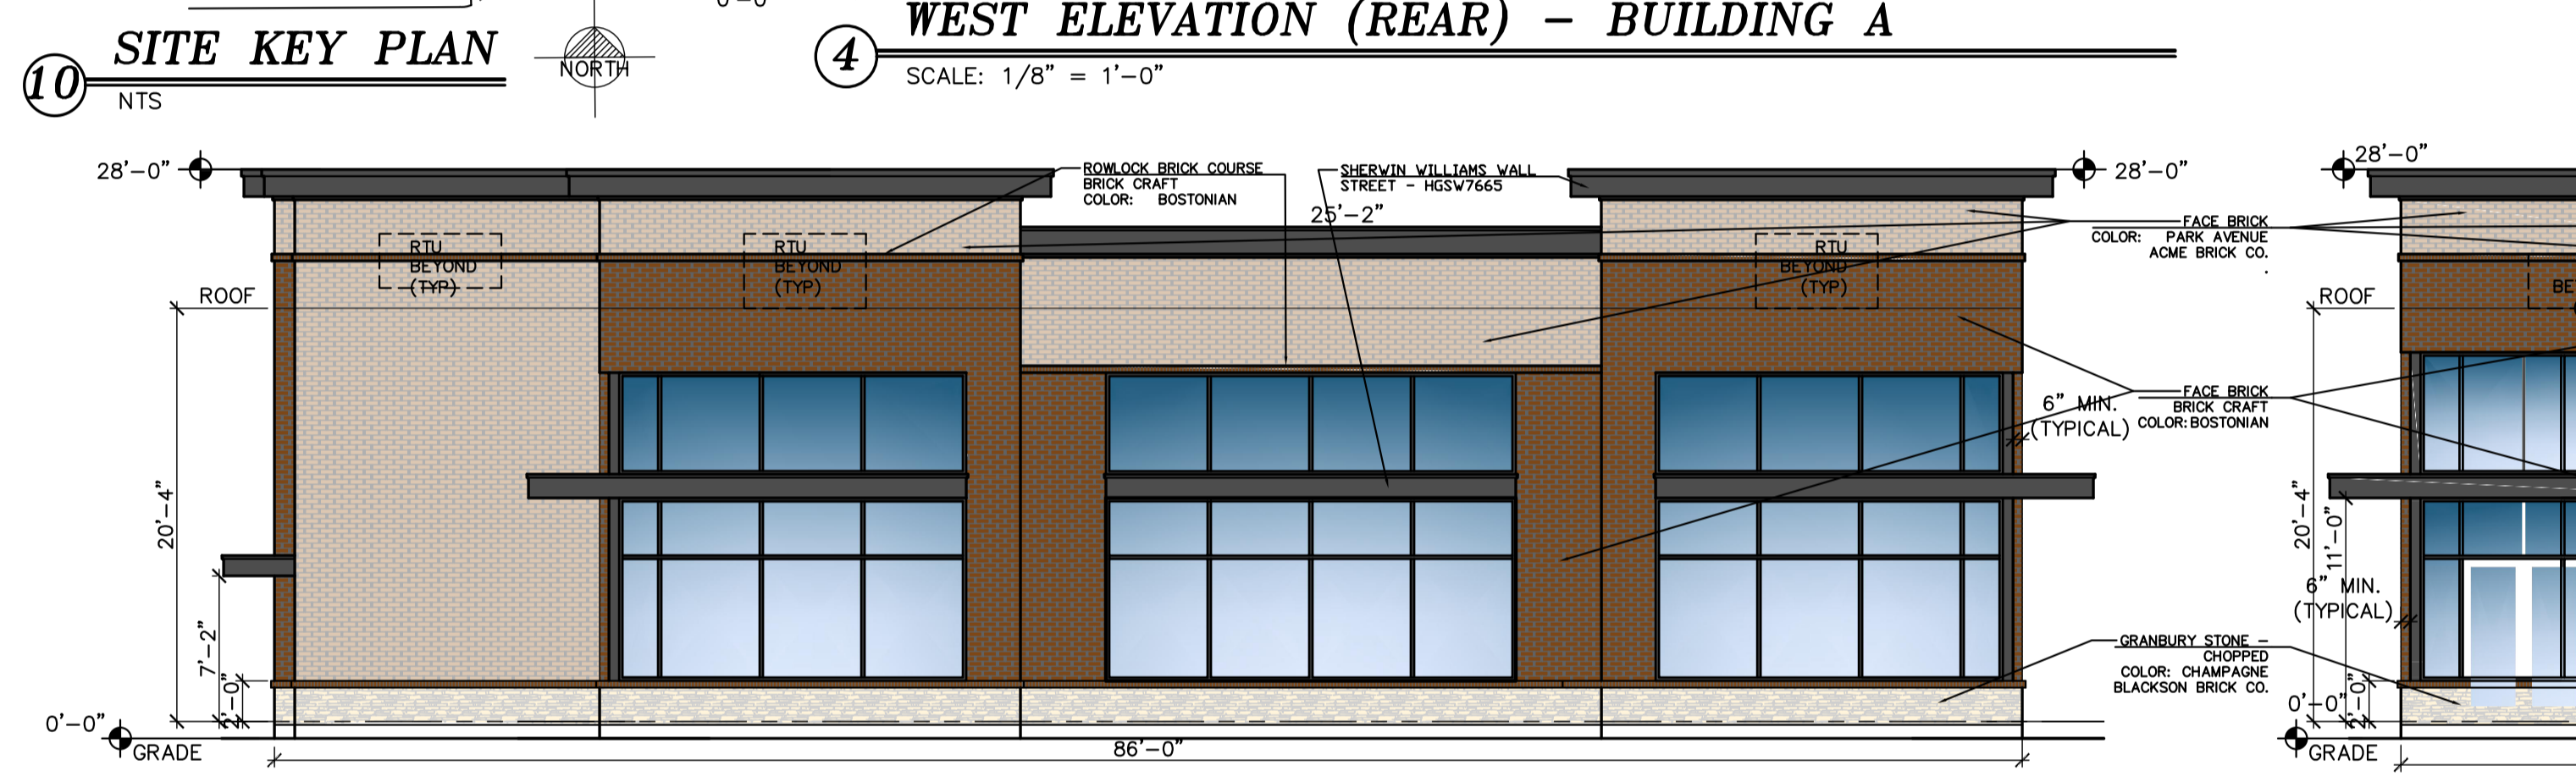 0'-0"
WEST ELEVATION (REAR) - BUILDING A
10
SITE KEY PLAN
NTS
NORTH
4
SCALE: 1/8" = 1'-0"
28'-0"
ROWLOCK BRICK COURSE
BRICK CRAFT
COLOR: BOSTONIAN
SHERWIN WILLIAMS WALL
STREET - HGSW7665
25'-2"
28'-0"
28'-0"
FACE BRICK
COLOR: PARK AVENUE
ACME BRICK CO.
.
RTU
BEYOND
(TYP)
RTU
BEYOND
(TYP)
RTU
BEYOND
(TYP)
BE
ROOF
ROOF
FACE BRICK
BRICK CRAFT
COLOR: BOSTONIAN
6" MIN.
(TYPICAL)
20'-4"
7'-2"
2'-0"
20'-4"
11'-0"
6" MIN.
(TYPICAL)
2'-0"
GRANBURY STONE -
CHOPPED
COLOR: CHAMPAGNE
BLACKSON BRICK CO.
0'-0"
GRADE
86'-0"
0'-0"
GRADE